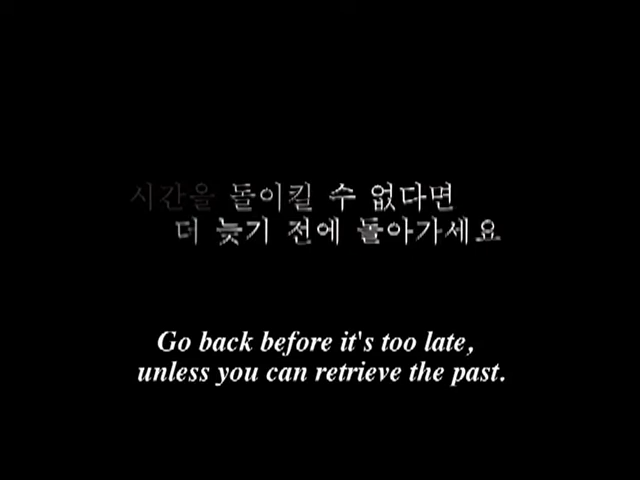 시간을 돌이킬 수 없다면
더 늦기 전에 돌아가세요
Go back before it's too late,
unless you can retrieve the past.